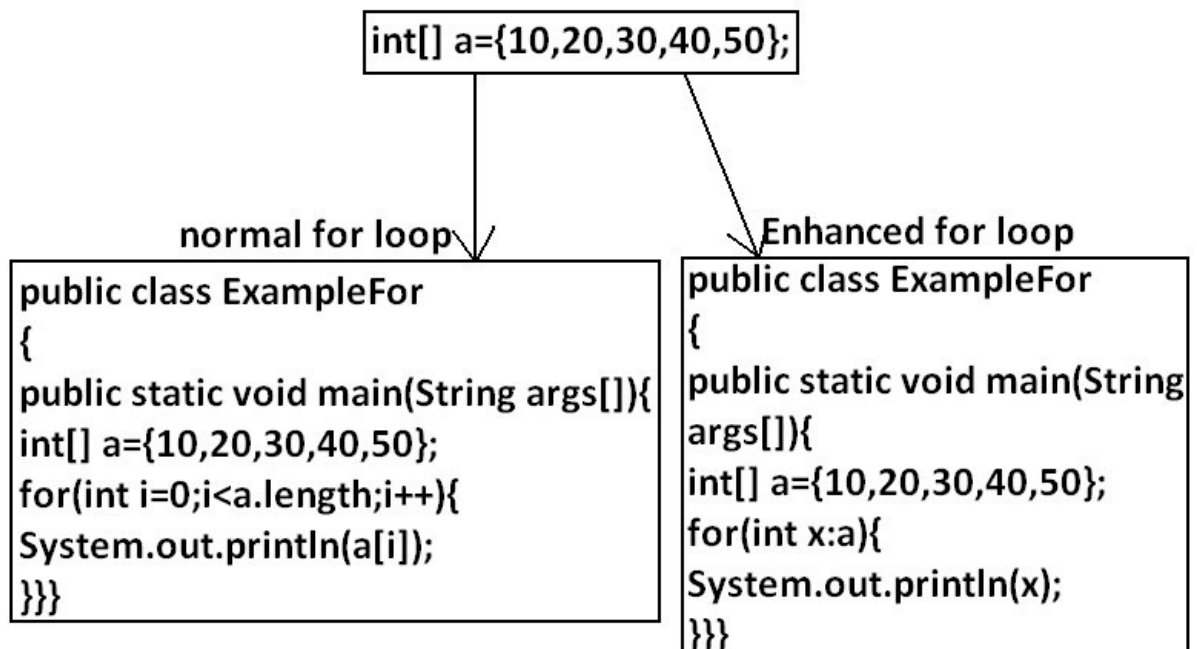 int[] a={10,20,30,40,50};
normal for loop
public class ExampleFor
{
public static void main(String args[]){
int[] a={10,20,30,40,50};
for(int i=0;i<a.length;i++){
System.out.println(a[i]);
}}}
Enhanced for loop
public class ExampleFor
{
public static void main(String
args[]){
int[] a={10,20,30,40,50};
for(int x:a){
System.out.println(x);
}}}